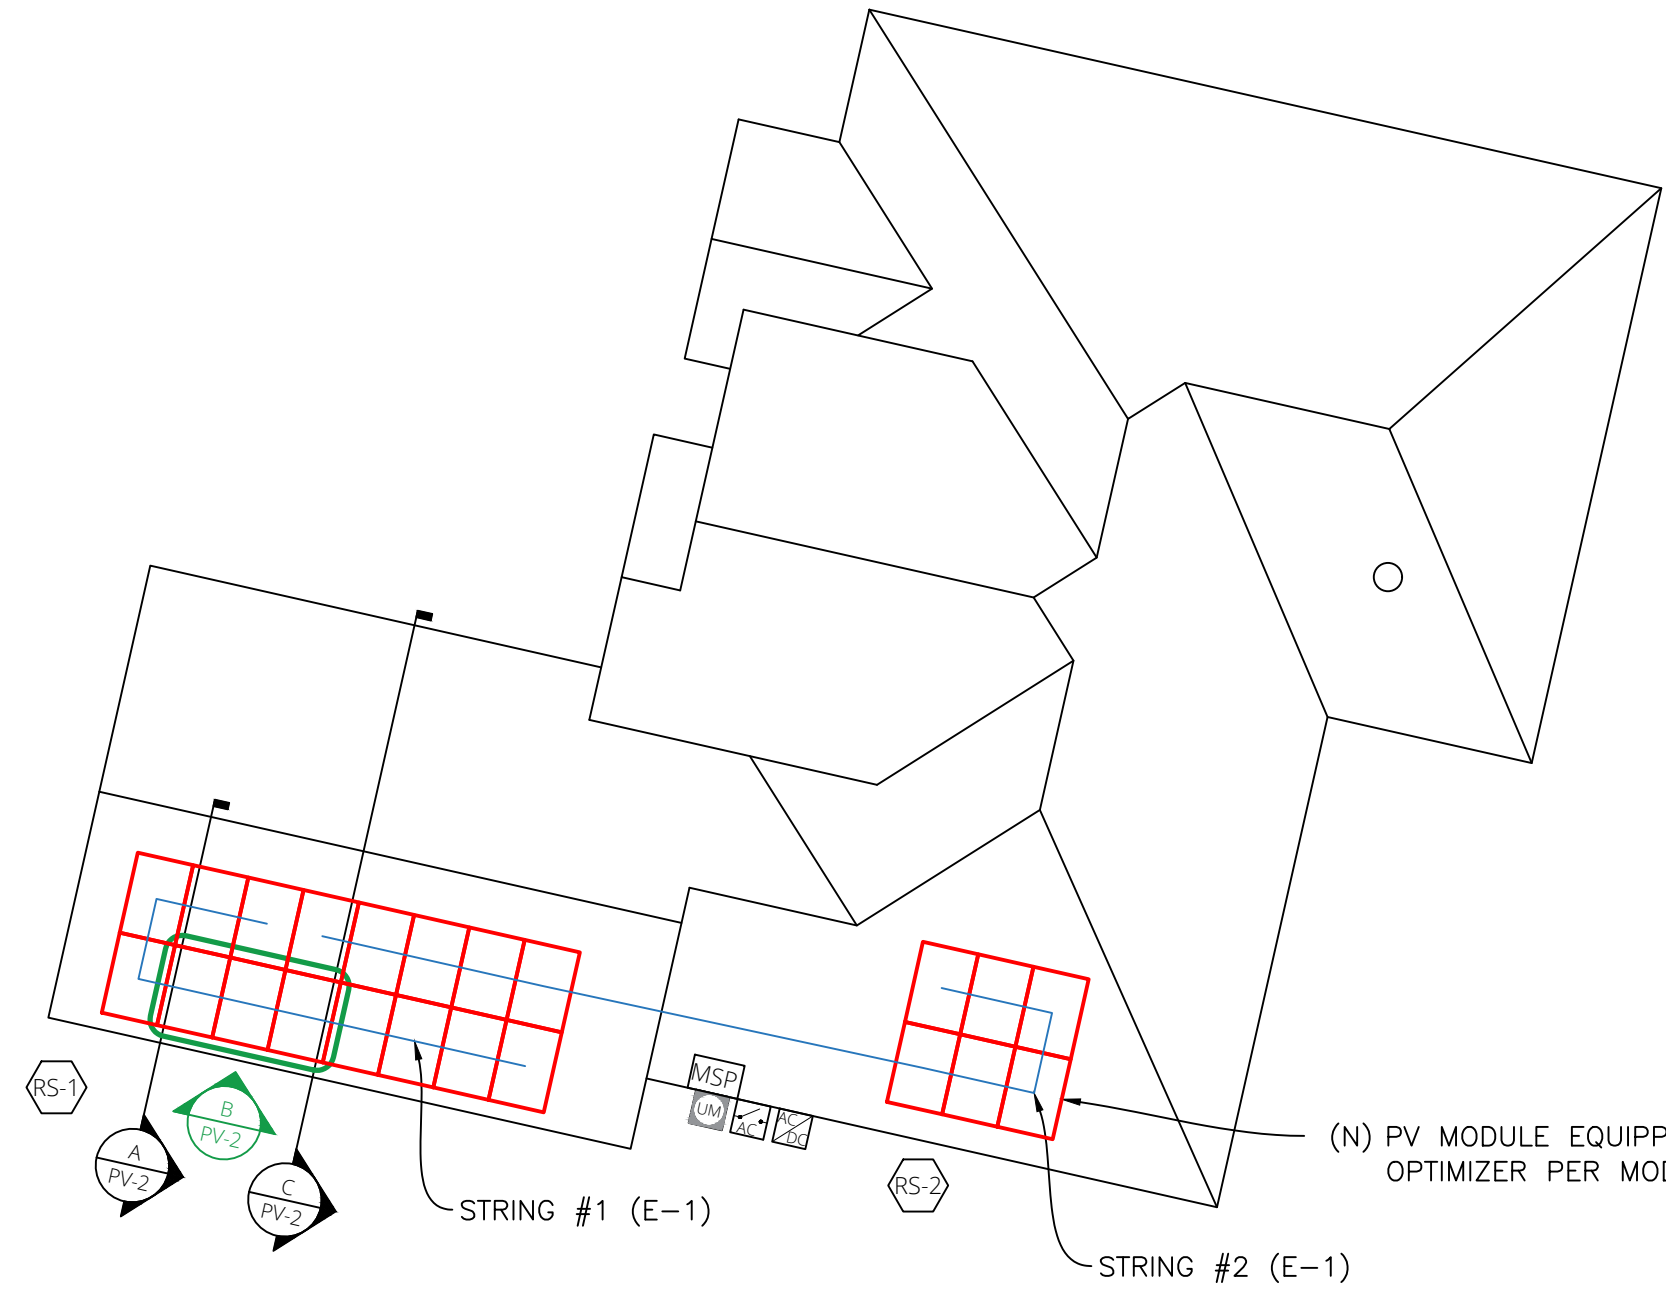 RS-1
B
PV-2
A
PV-2
C
PV-2
MSP
UM
AC
AC
DC
RS-2
(N) PV MODULE EQUIPP
OPTIMIZER PER MOD
STRING #1 (E-1)
STRING #2 (E-1)